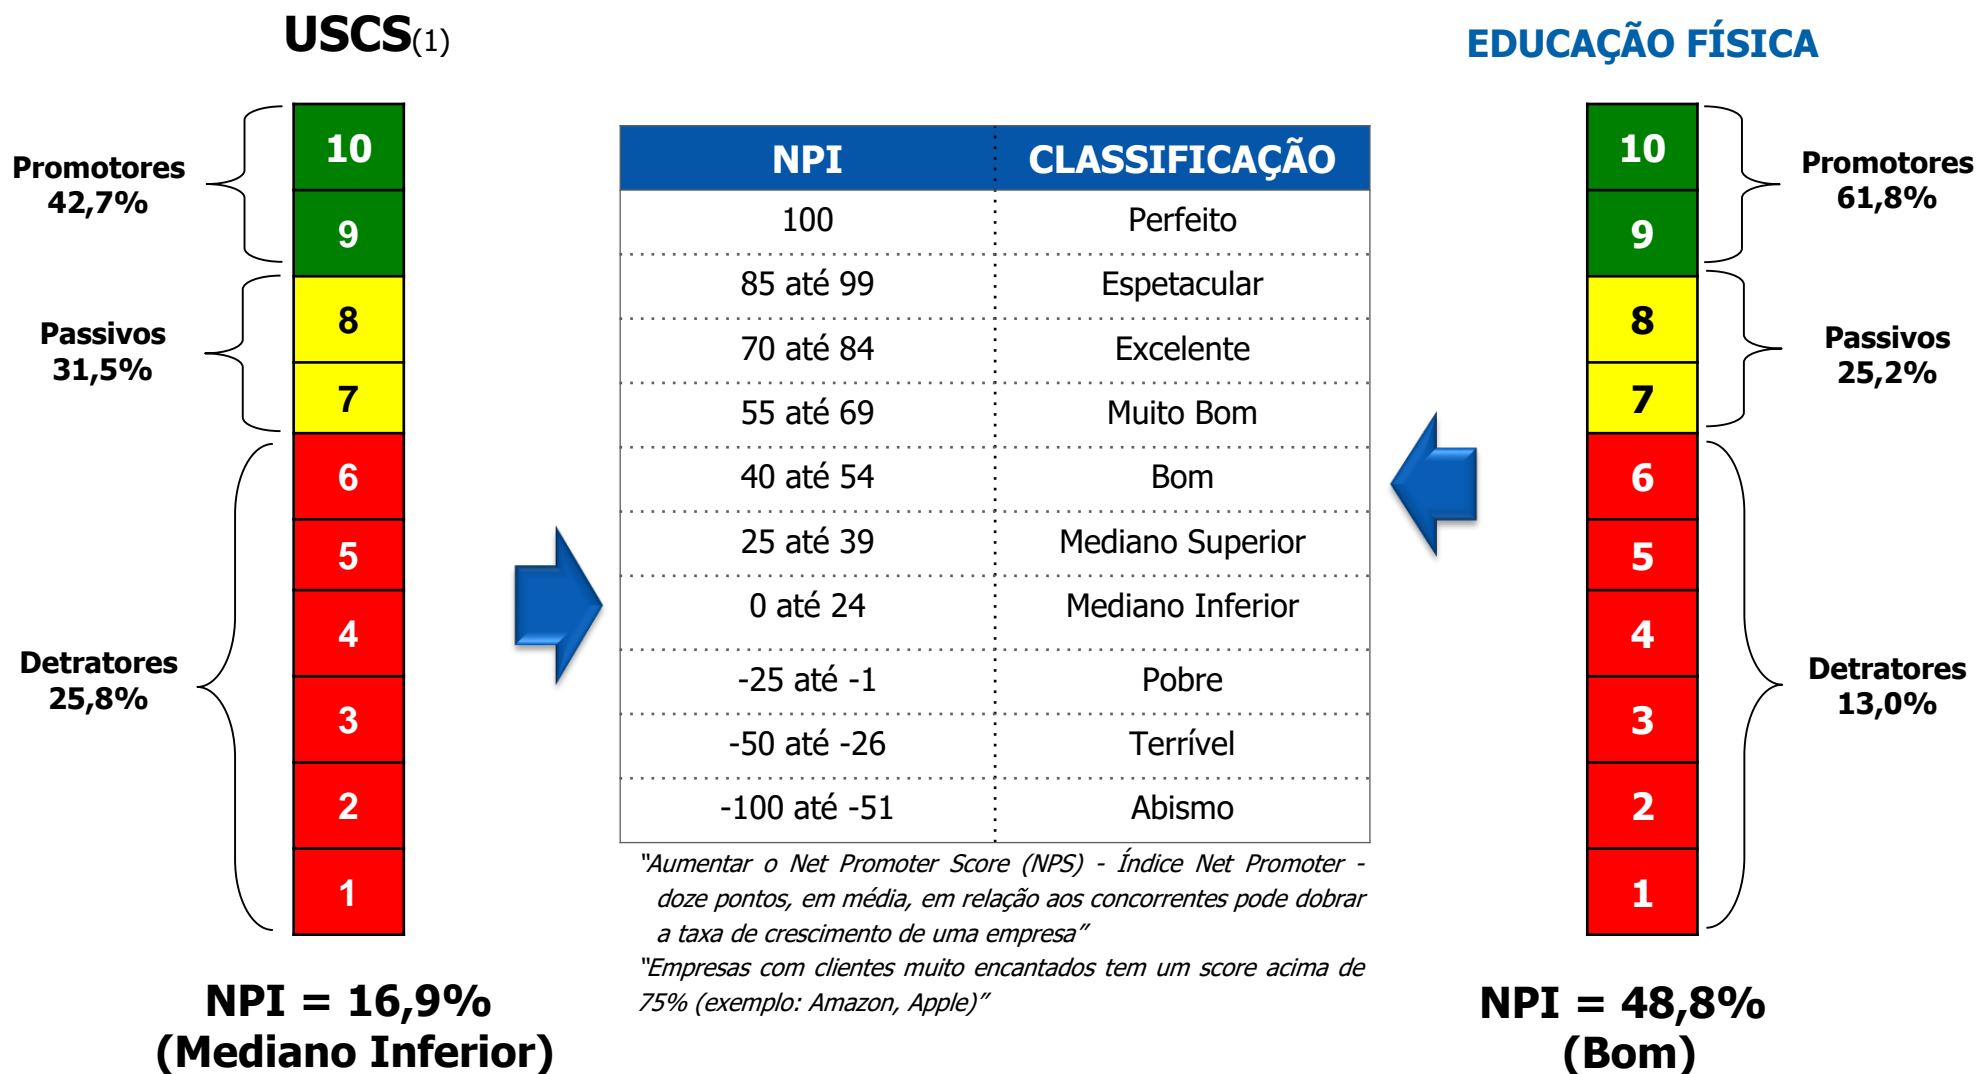 USCS(1)
10
9
8
7
6
5
4
3
2
1
Promotores
42,7%
Passivos
31,5%
Detratores
25,8%
NPI = 16,9%
(Mediano Inferior)
NPI CLASSIFICAÇÃO
100 Perfeito
85 até 99 Espetacular
70 até 84 Excelente
55 até 69 Muito Bom
40 até 54 Bom
25 até 39 Mediano Superior
0 até 24 Mediano Inferior
-25 até -1 Pobre
-50 até -26 Terrível
-100 até -51 Abismo
“Aumentar o Net Promoter Score (NPS) - Índice Net Promoter -
doze pontos, em média, em relação aos concorrentes pode dobrar
a taxa de crescimento de uma empresa”
“Empresas com clientes muito encantados tem um score acima de
75% (exemplo: Amazon, Apple)”
EDUCAÇÃO FÍSICA
10
9
8
7
6
5
4
3
2
1
Promotores
61,8%
Passivos
25,2%
Detratores
13,0%
NPI = 48,8%
(Bom)